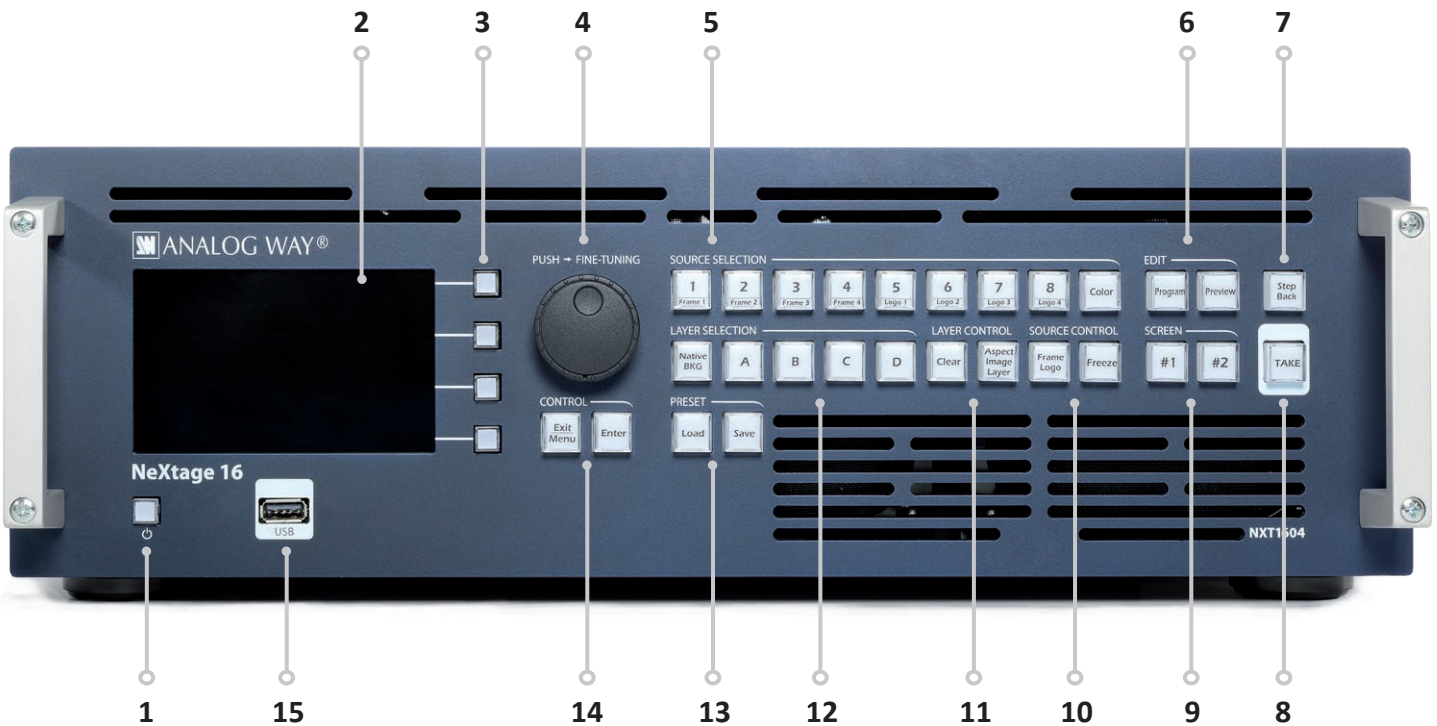 2 3 4 5 6 7
ANALOG WAY®
PUSH → FINE-TUNING
SOURCE SELECTION
EDIT
1 Frame 1
2 Frame 2
3 Frame 3
4 Frame 4
5 Logo 1
6 Logo 2
7 Logo 3
8 Logo 4
Color
Program
Preview
Step
Back
LAYER SELECTION
LAYER CONTROL
SOURCE CONTROL
SCREEN
Native
BKG
A
B
C
D
Clear
Aspect
Image
Layer
Frame
Logo
Freeze
#1
#2
TAKE
CONTROL
PRESET
Exit
Menu
Enter
Load
Save
NeXtage 16
USB
NXT1604
1 15 14 13 12 11 10 9 8